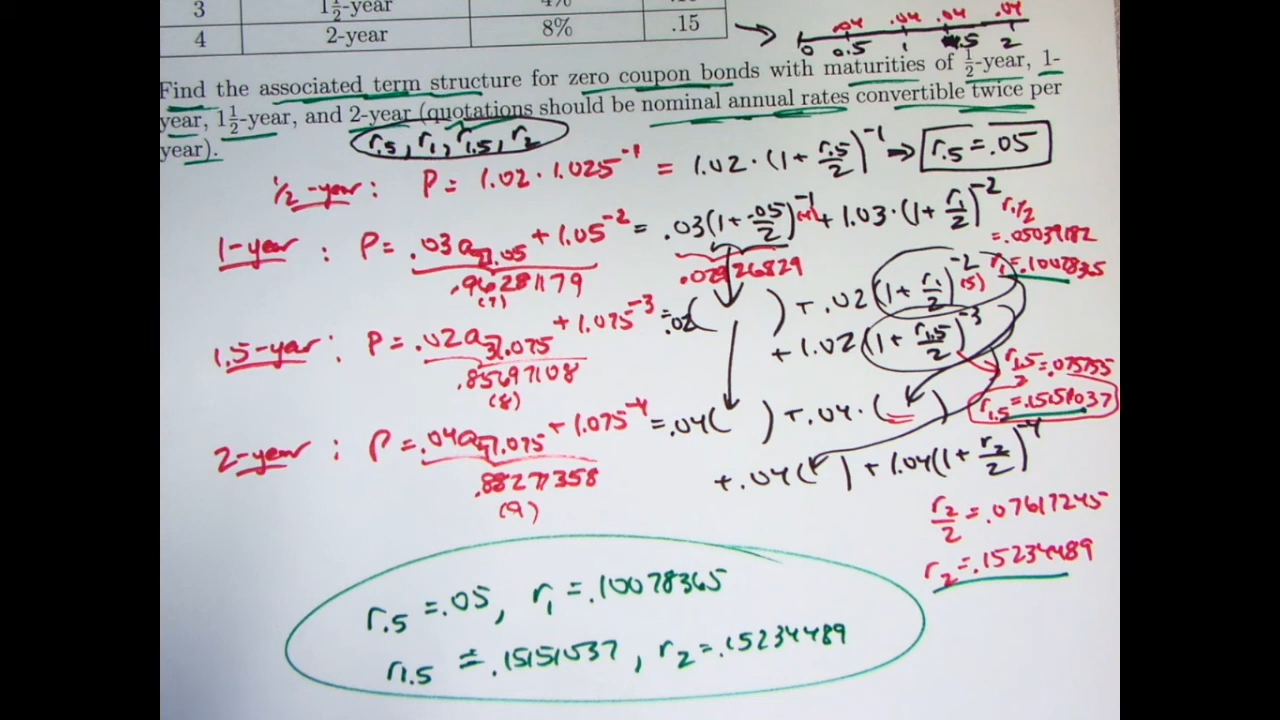 3 1½-year 4%
4 2-year 8% .15
.04 .04 .04 .04
0 0.5 1 1.5 2
Find the associated term structure for zero coupon bonds with maturities of ½-year, 1-
year, 1½-year, and 2-year (quotations should be nominal annual rates convertible twice per
year).
r.5, r1, r1.5, r2
½-year: P = 1.02 · 1.025^-1 = 1.02 · (1 + r.5/2)^-1 ⇒ r.5 = .05
1-year: P = .03a2⌉.05 + 1.05^-2 = .03(1 + .05/2)^-1 + 1.03 · (1 + r1/2)^-2
r1/2
= .05039182
r1 = .10078365
.96281179
(7)
.02926829
1.5-year: P = .02a3⌉.075 + 1.075^-3 = .02( ) + .02(1 + r1/2)^-2
(5)
+ 1.02(1 + r1.5/2)^-3
.85697108
(8)
r1.5/2 = .075755
r1.5 = .15151037
2-year: P = .04a4⌉.075 + 1.075^-4 = .04( ) + .04 · ( )
+ .04( ) + 1.04(1 + r2/2)^-4
.88277358
(9)
r2/2 = .07617245
r2 = .15234489
r.5 = .05, r1 = .10078365
r1.5 = .15151037, r2 = .15234489